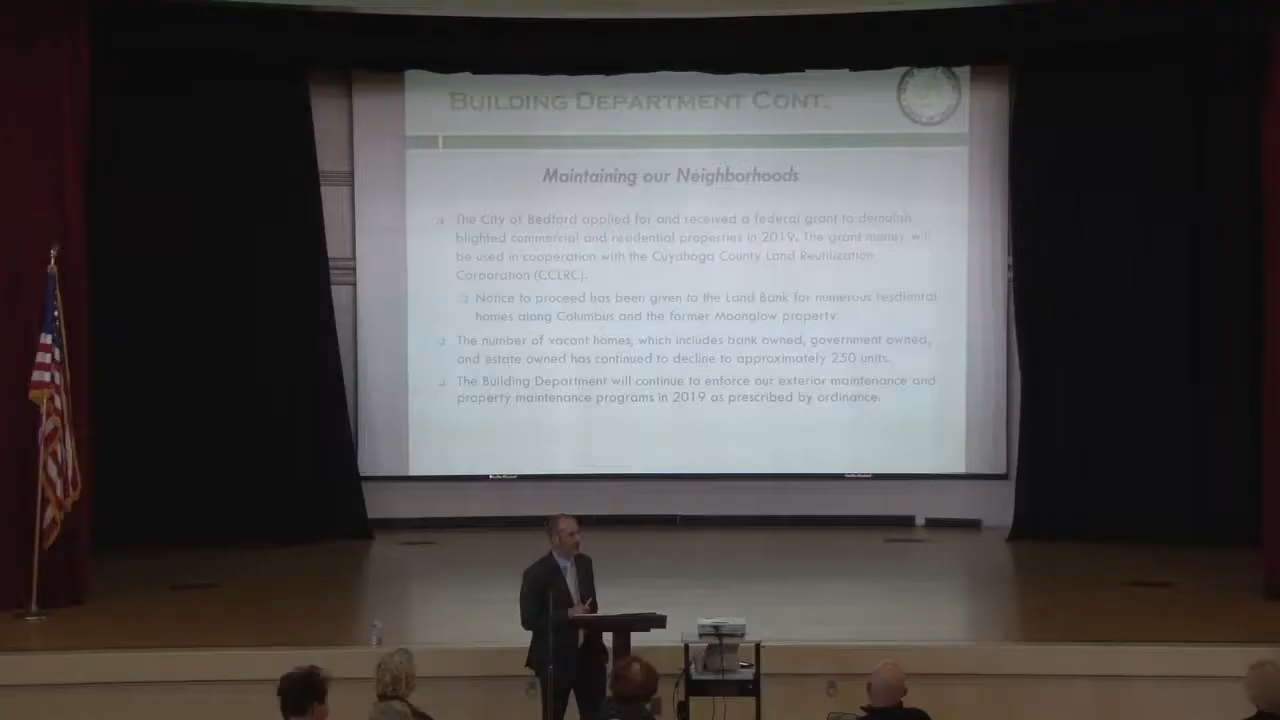 BUILDING DEPARTMENT CONT.
Maintaining our Neighborhoods
The City of Bedford applied for and received a federal grant to demolish
blighted commercial and residential properties in 2019. The grant money will
be used in cooperation with the Cuyahoga County Land Reutilization
Corporation (CCLRC).
Notice to proceed has been given to the Land Bank for numerous residential
homes along Columbus and the former Moonglow property
The number of vacant homes, which includes bank owned, government owned,
and estate owned has continued to decline to approximately 250 units.
The Building Department will continue to enforce our exterior maintenance and
property maintenance programs in 2019 as prescribed by ordinance.